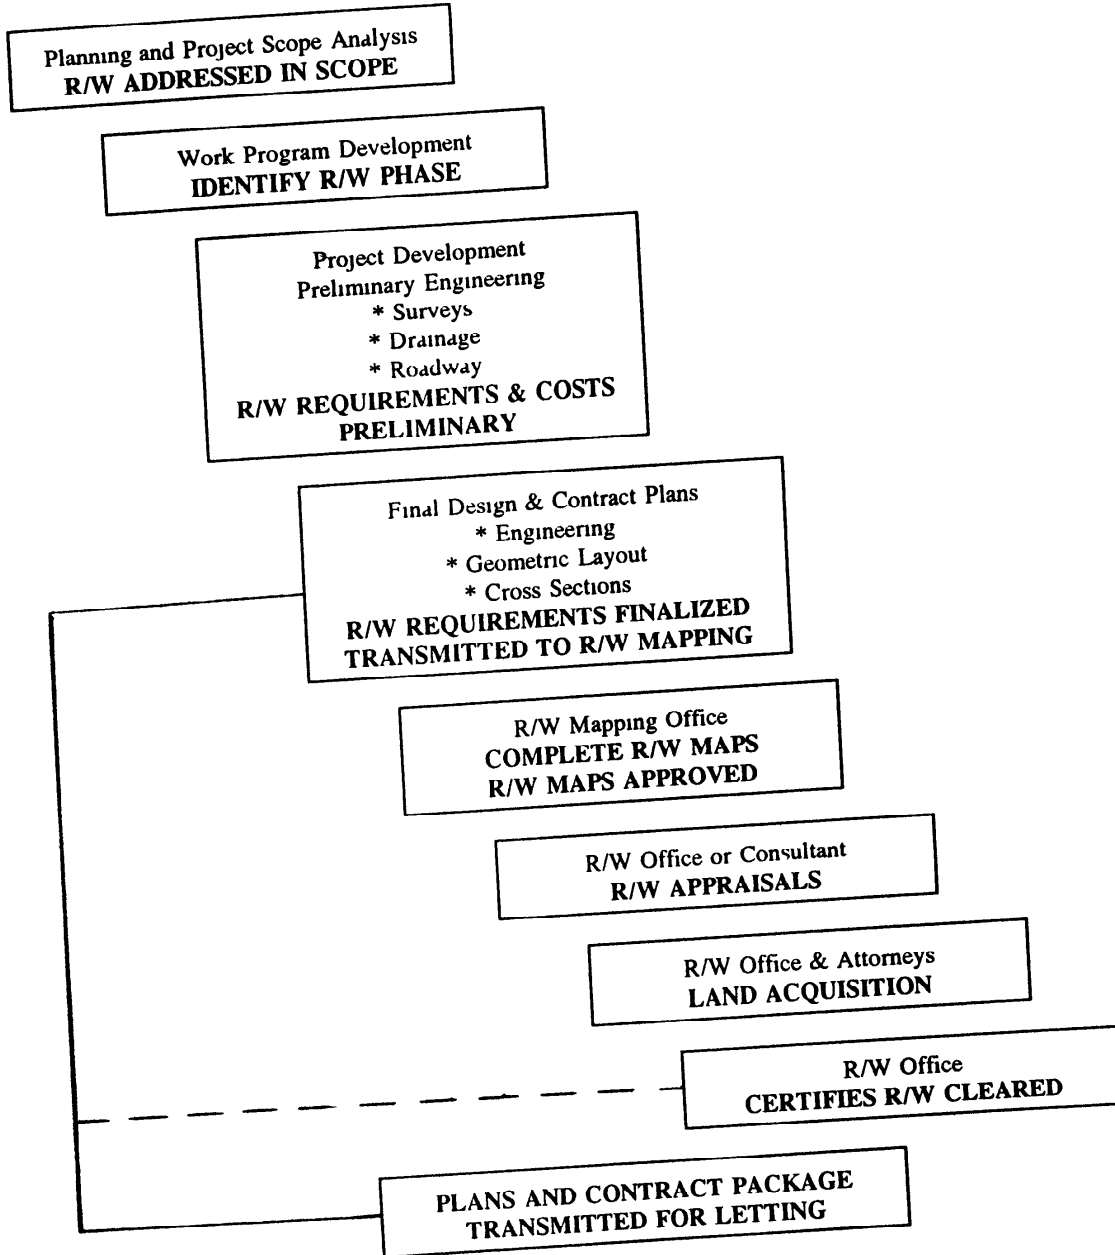 Planning and Project Scope Analysis
R/W ADDRESSED IN SCOPE
Work Program Development
IDENTIFY R/W PHASE
Project Development
Preliminary Engineering
* Surveys
* Drainage
* Roadway
R/W REQUIREMENTS & COSTS
PRELIMINARY
Final Design & Contract Plans
* Engineering
* Geometric Layout
* Cross Sections
R/W REQUIREMENTS FINALIZED
TRANSMITTED TO R/W MAPPING
R/W Mapping Office
COMPLETE R/W MAPS
R/W MAPS APPROVED
R/W Office or Consultant
R/W APPRAISALS
R/W Office & Attorneys
LAND ACQUISITION
R/W Office
CERTIFIES R/W CLEARED
PLANS AND CONTRACT PACKAGE
TRANSMITTED FOR LETTING